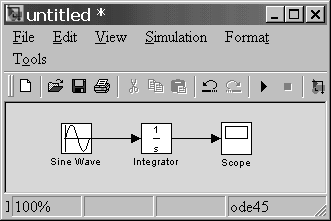 untitled *
File Edit View Simulation Format
Tools
1
s
Sine Wave Integrator Scope
100% ode45